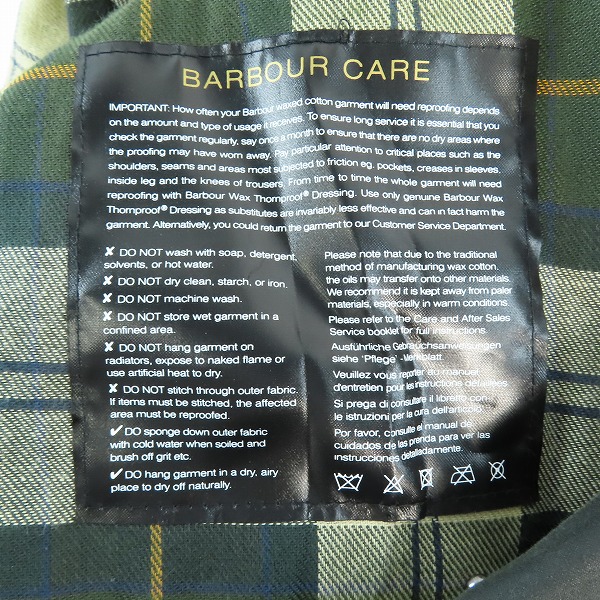 BARBOUR CARE
IMPORTANT: How often your Barbour waxed cotton garment will need reproofing depends
on the amount and type of usage it receives. To ensure long service it is essential that you
check the garment regularly, say once a month to ensure that there are no dry areas where
the proofing may have worn away. Pay particular attention to critical places such as the
shoulders, seams and areas most subjected to friction eg. pockets, creases in sleeves,
inside leg and the knees of trousers. From time to time the whole garment will need
reproofing with Barbour Wax Thornproof® Dressing. Use only genuine Barbour Wax
Thornproof® Dressing as substitutes are invariably less effective and can in fact harm the
garment. Alternatively, you could return the garment to our Customer Service Department.
✘ DO NOT wash with soap, detergent,
solvents, or hot water.
✘ DO NOT dry clean, starch, or iron.
✘ DO NOT machine wash.
✘ DO NOT store wet garment in a
confined area.
✘ DO NOT hang garment on
radiators, expose to naked flame or
use artificial heat to dry.
✘ DO NOT stitch through outer fabric.
If items must be stitched, the affected
area must be reproofed.
✔ DO sponge down outer fabric
with cold water when soiled and
brush off grit etc.
✔ DO hang garment in a dry, airy
place to dry off naturally.
Please note that due to the traditional
method of manufacturing wax cotton,
the oils may transfer onto other materials.
We recommend it is kept away from paler
materials, especially in warm conditions.
Please refer to the Care and After Sales
Service booklet for full instructions.
Ausführliche Gebrauchsanweisungen
siehe 'Pflege' -Merkblatt.
Veuillez vous reporter au manuel
d'entretien pour les instructions détaillées
Si prega di consultare il libretto con
le istruzioni per la cura dell'articolo
Por favor, consulte el manual de
cuidados de las prenda para ver las
instrucciones detalladamente.